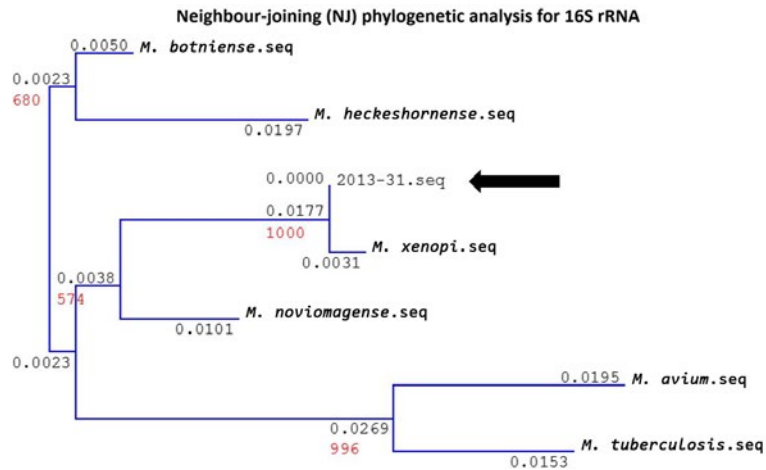 Neighbour-joining (NJ) phylogenetic analysis for 16S rRNA
0.0050 M. botniense.seq
0.0023
680
M. heckeshornense.seq
0.0197
0.0000 2013-31.seq
0.0177
1000
M. xenopi.seq
0.0031
0.0038
574
M. noviomagense.seq
0.0101
0.0023
0.0195 M. avium.seq
0.0269
996
M. tuberculosis.seq
0.0153